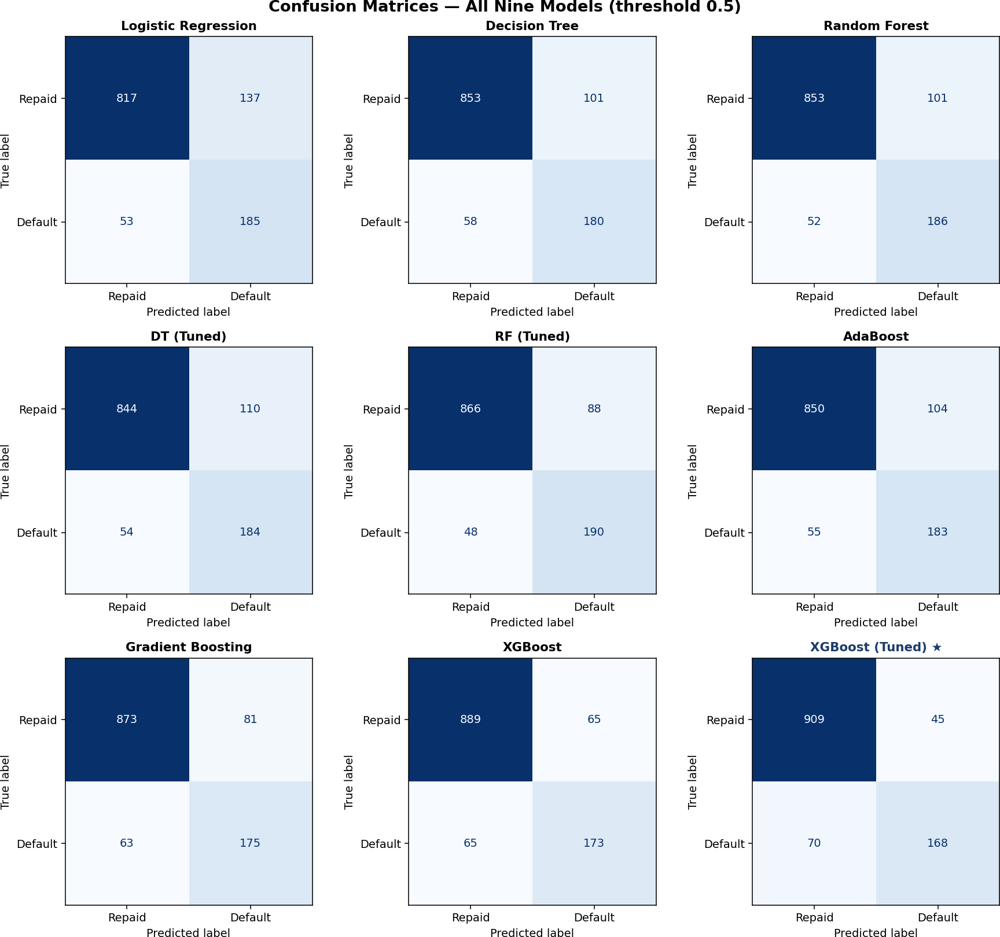 Confusion Matrices — All Nine Models (threshold 0.5)
Logistic Regression
Repaid
817
137
True label
Default
53
185
Repaid
Default
Predicted label
Decision Tree
Repaid
853
101
True label
Default
58
180
Repaid
Default
Predicted label
Random Forest
Repaid
853
101
True label
Default
52
186
Repaid
Default
Predicted label
DT (Tuned)
Repaid
844
110
True label
Default
54
184
Repaid
Default
Predicted label
RF (Tuned)
Repaid
866
88
True label
Default
48
190
Repaid
Default
Predicted label
AdaBoost
Repaid
850
104
True label
Default
55
183
Repaid
Default
Predicted label
Gradient Boosting
Repaid
873
81
True label
Default
63
175
Repaid
Default
Predicted label
XGBoost
Repaid
889
65
True label
Default
65
173
Repaid
Default
Predicted label
XGBoost (Tuned) ★
Repaid
909
45
True label
Default
70
168
Repaid
Default
Predicted label